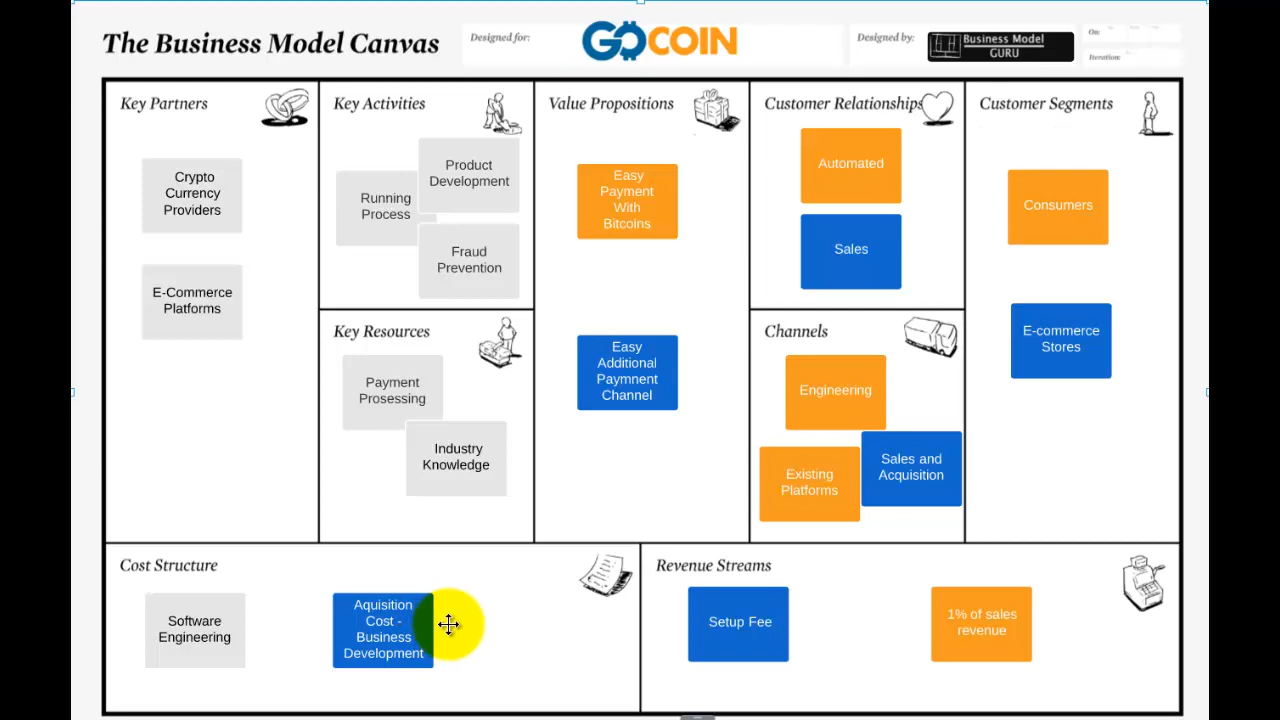 The Business Model Canvas
Designed for:
GOCOIN
Designed by:
Business Model
GURU
On:
Iteration:
Key Partners
Crypto
Currency
Providers
E-Commerce
Platforms
Key Activities
Product
Development
Running
Process
Fraud
Prevention
Key Resources
Payment
Prosessing
Industry
Knowledge
Value Propositions
Easy
Payment
With
Bitcoins
Easy
Additional
Paymnent
Channel
Customer Relationships
Automated
Sales
Channels
Engineering
Existing
Platforms
Sales and
Acquisition
Customer Segments
Consumers
E-commerce
Stores
Cost Structure
Software
Engineering
Aquisition
Cost -
Business
Development
Revenue Streams
Setup Fee
1% of sales
revenue